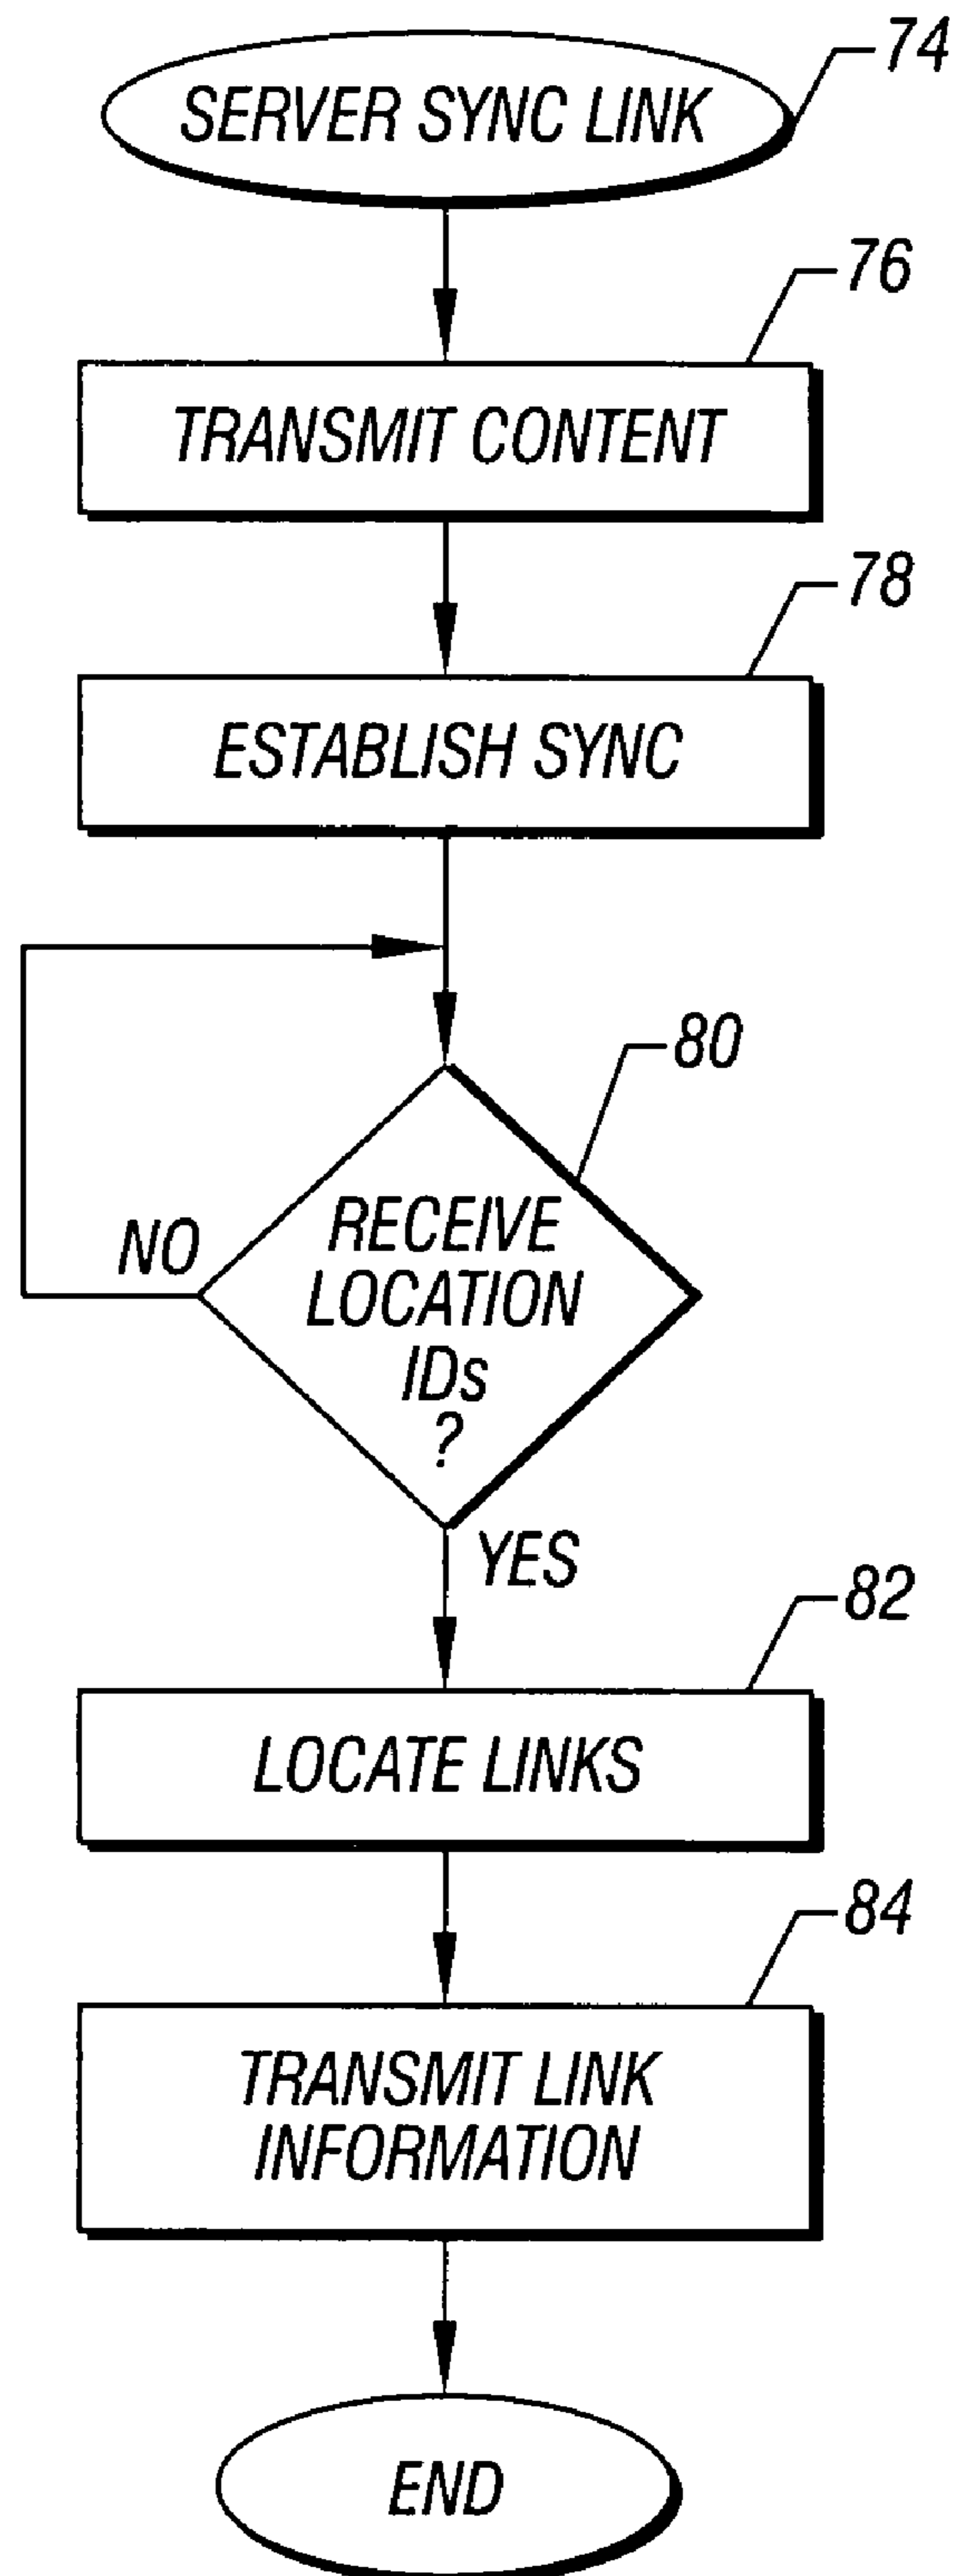 SERVER SYNC LINK
74
76
TRANSMIT CONTENT
78
ESTABLISH SYNC
80
RECEIVE
LOCATION
IDs
?
NO
YES
82
LOCATE LINKS
84
TRANSMIT LINK
INFORMATION
END